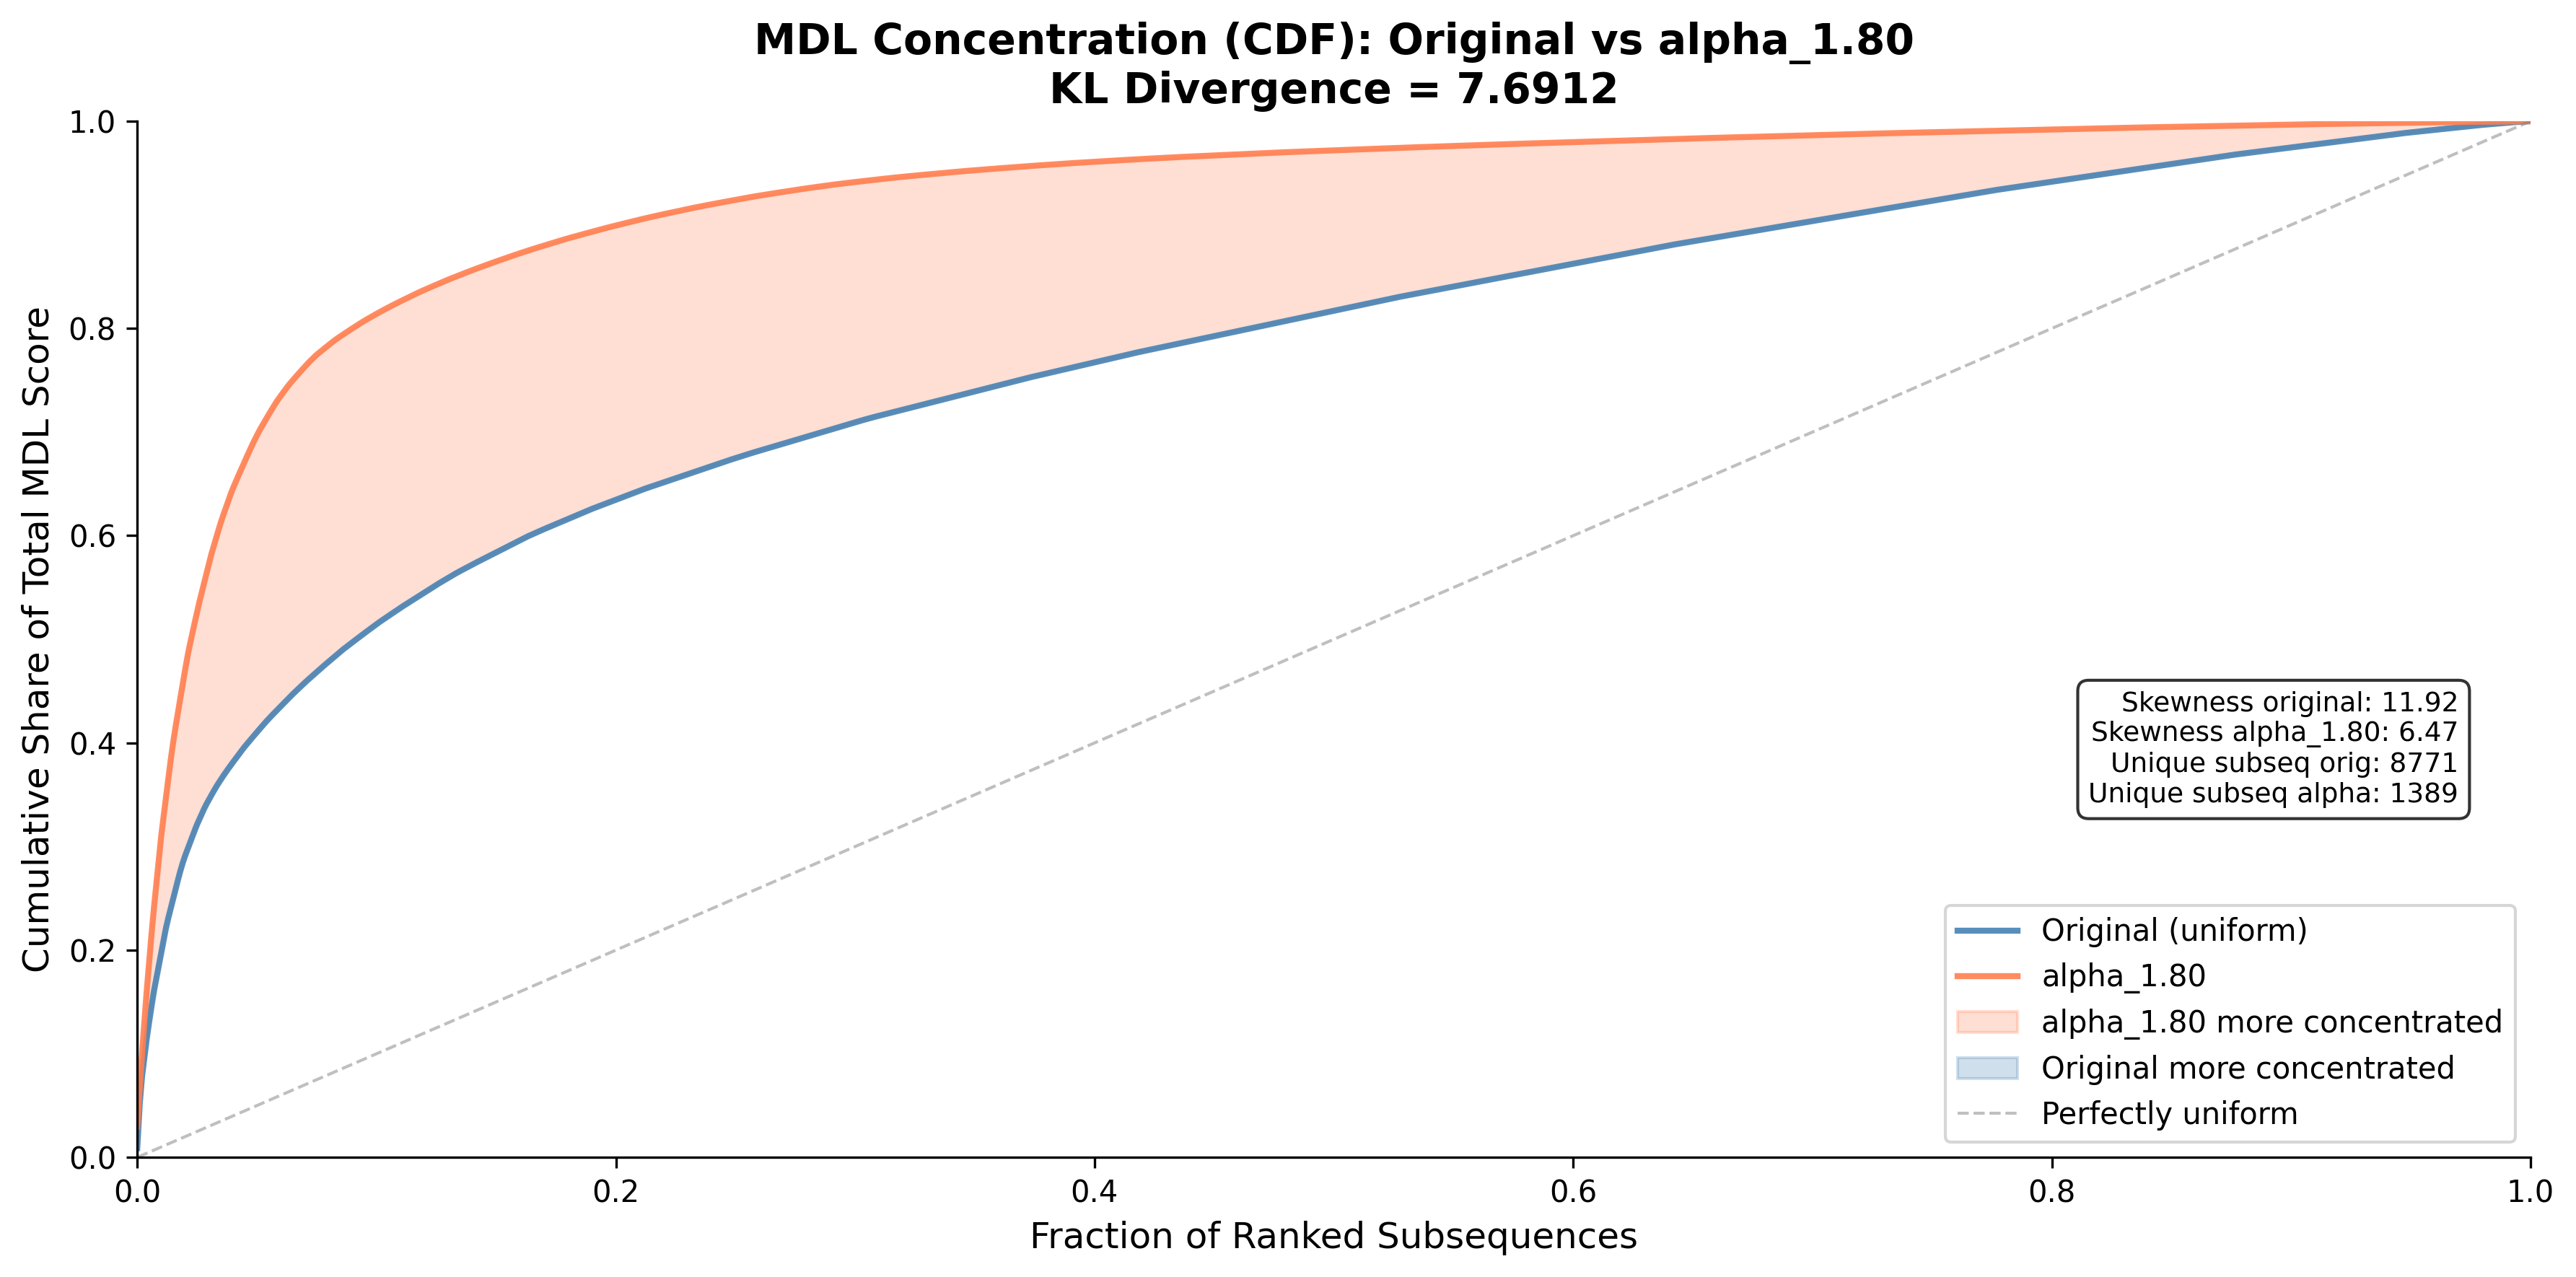 MDL Concentration (CDF): Original vs alpha_1.80
KL Divergence = 7.6912
Cumulative Share of Total MDL Score
1.0
0.8
0.6
0.4
0.2
0.0
Skewness original: 11.92
Skewness alpha_1.80: 6.47
Unique subseq orig: 8771
Unique subseq alpha: 1389
Original (uniform)
alpha_1.80
alpha_1.80 more concentrated
Original more concentrated
Perfectly uniform
0.0 0.2 0.4 0.6 0.8 1.0
Fraction of Ranked Subsequences